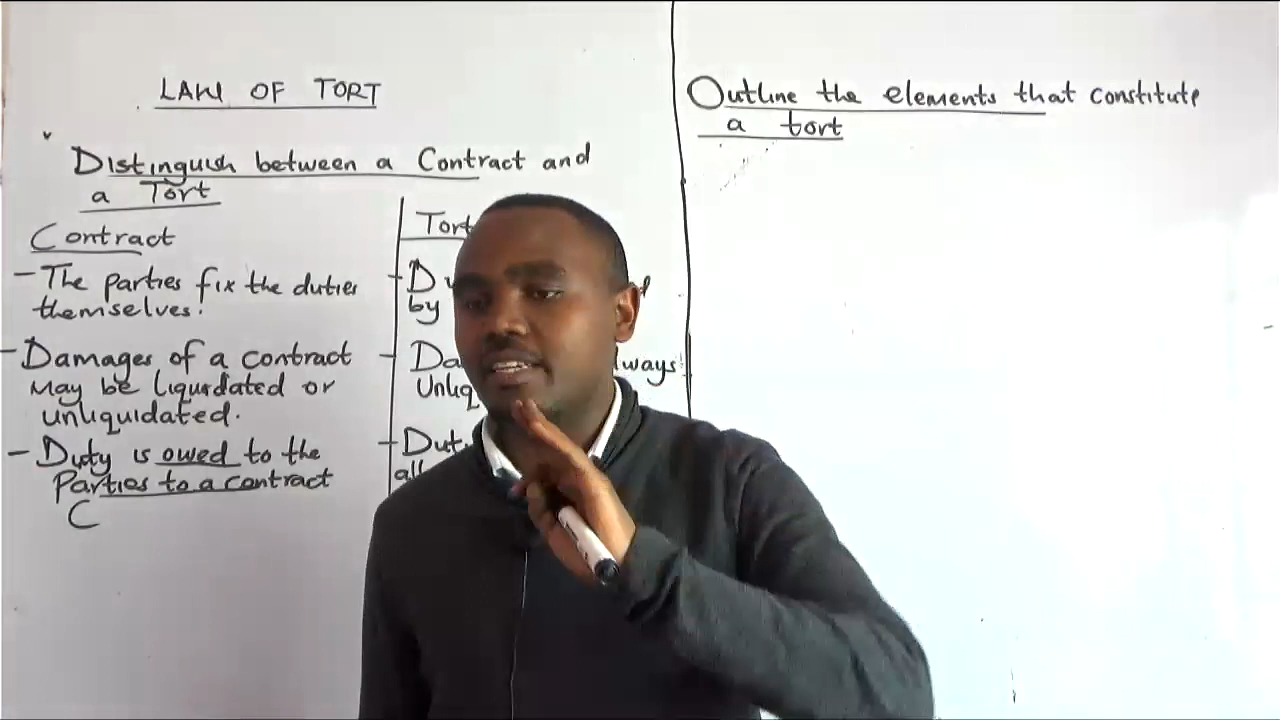 LAW OF TORT
Distinguish between a Contract and
a Tort
Contract
- The parties fix the duties
themselves.
- Damages of a contract
may be liquidated or
unliquidated.
- Duty is owed to the
Parties to a contract
C
Tort
by
ways
all
Outline the elements that constitute
a tort